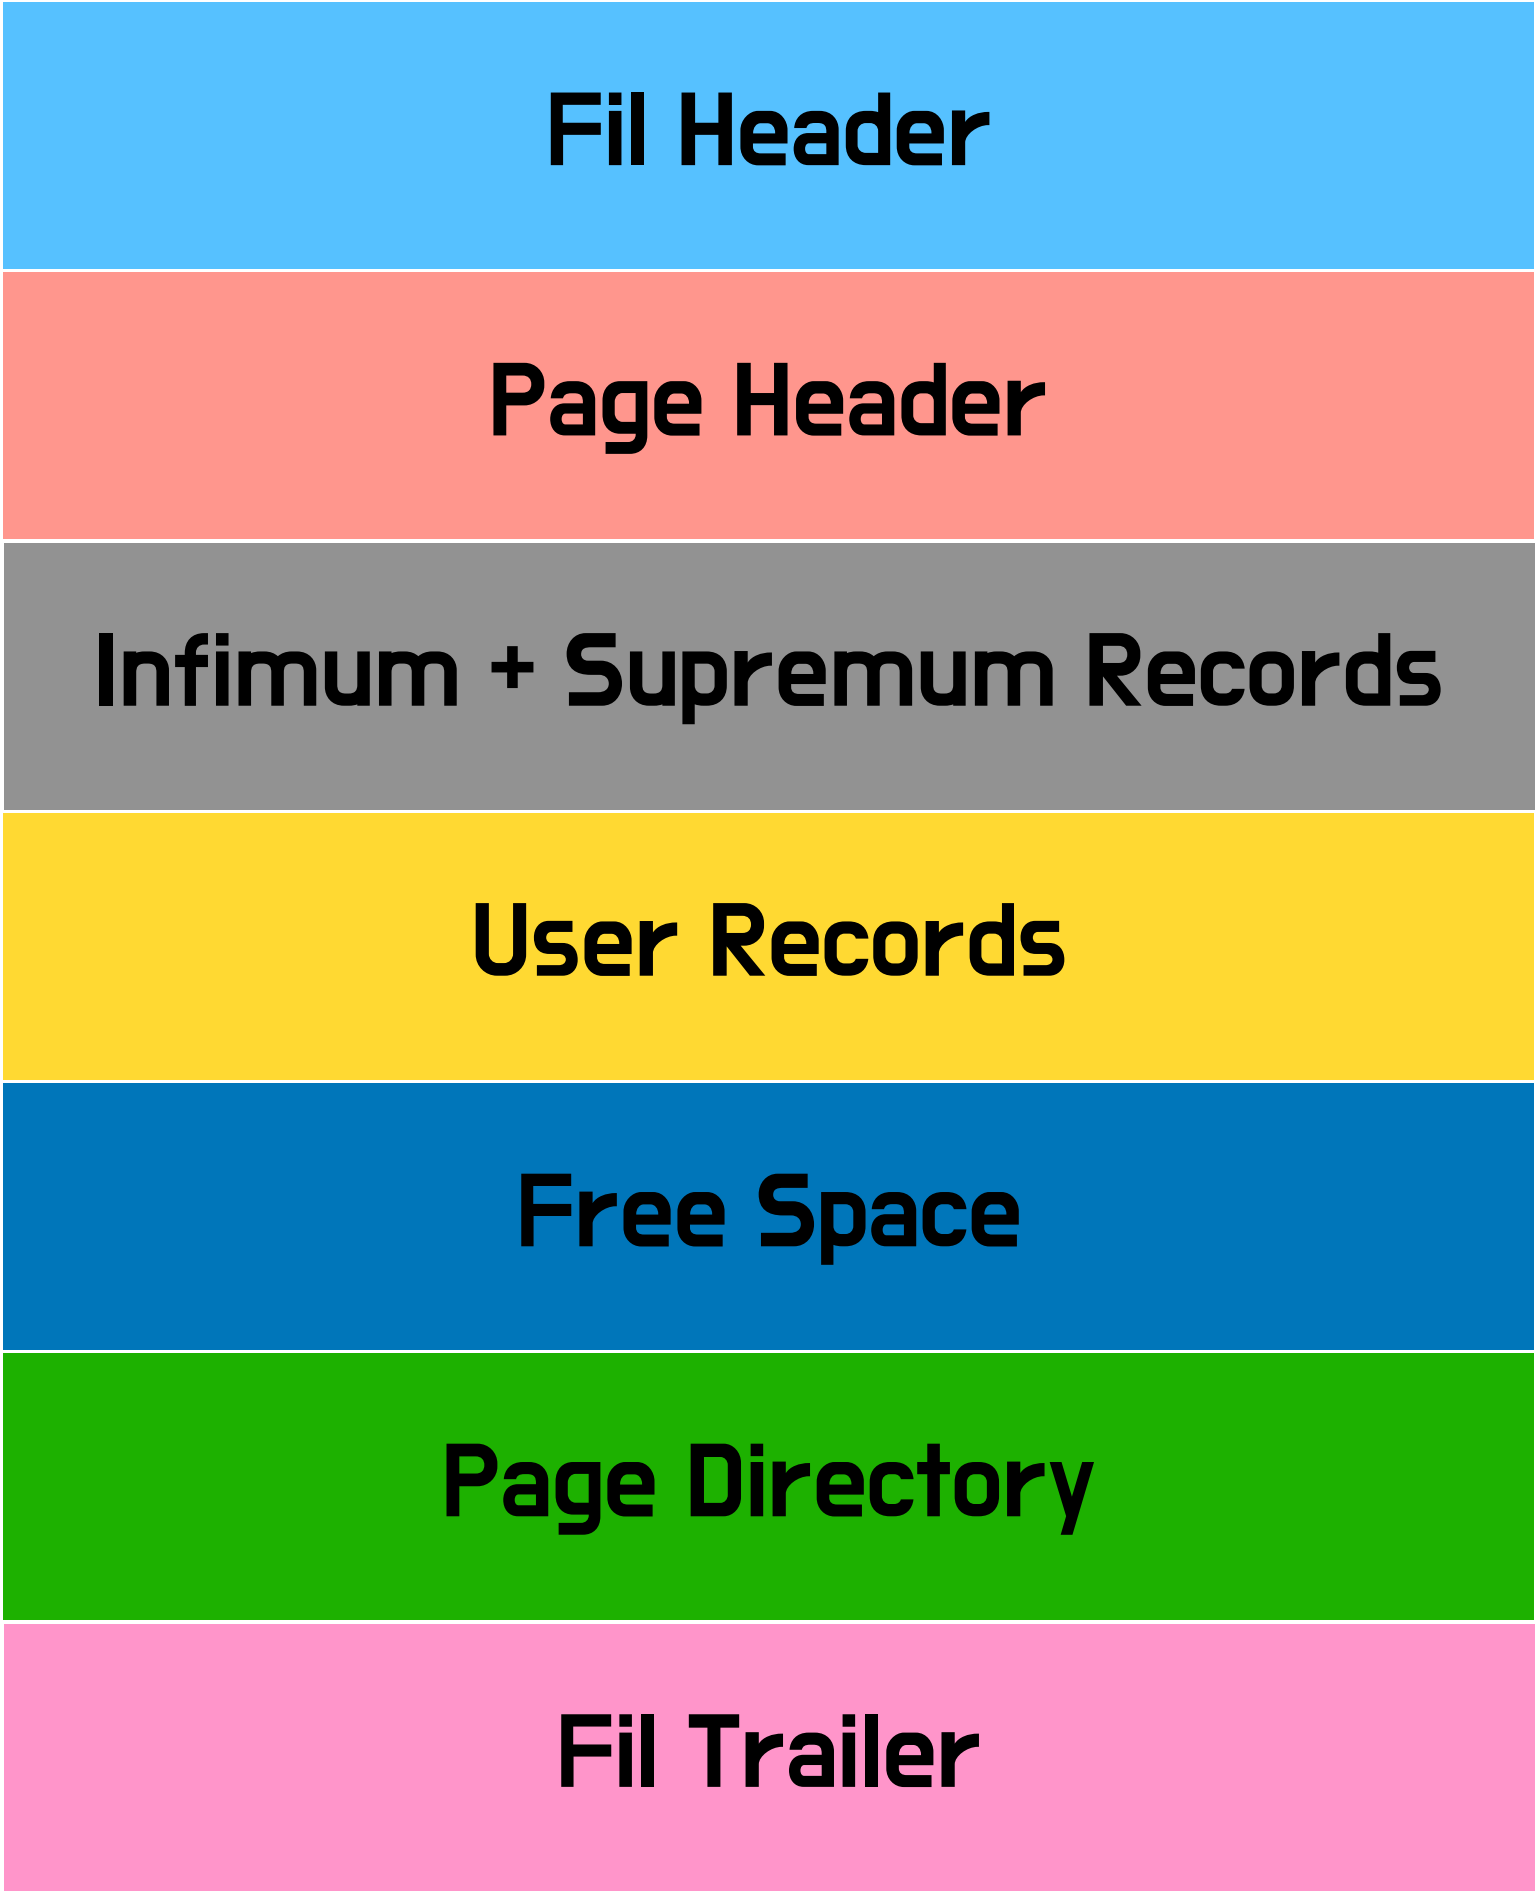 Fil Header
Page Header
Infimum + Supremum Records
User Records
Free Space
Page Directory
Fil Trailer